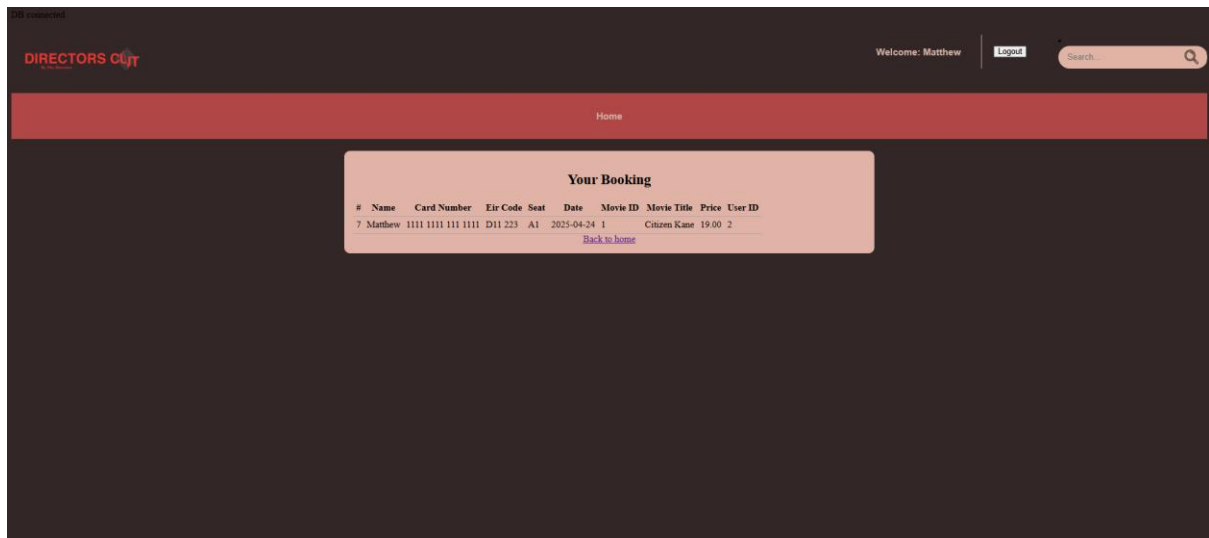 DB connected
DIRECTORS CUT
Welcome: Matthew
Logout
Search...
Home
Your Booking
# Name Card Number Eir Code Seat Date Movie ID Movie Title Price User ID
7 Matthew 1111 1111 111 1111 D11 223 A1 2025-04-24 1 Citizen Kane 19.00 2
Back to home